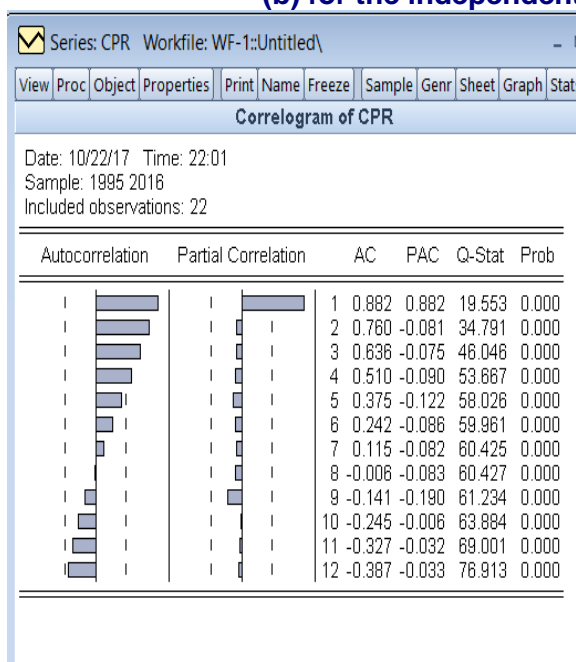 (b) for the independent
Series: CPR Workfile: WF-1::Untitled\
View Proc Object Properties Print Name Freeze Sample Genr Sheet Graph Stat
Correlogram of CPR
Date: 10/22/17 Time: 22:01
Sample: 1995 2016
Included observations: 22
Autocorrelation Partial Correlation AC PAC Q-Stat Prob
1 0.882 0.882 19.553 0.000
2 0.760 -0.081 34.791 0.000
3 0.636 -0.075 46.046 0.000
4 0.510 -0.090 53.667 0.000
5 0.375 -0.122 58.026 0.000
6 0.242 -0.086 59.961 0.000
7 0.115 -0.082 60.425 0.000
8 -0.006 -0.083 60.427 0.000
9 -0.141 -0.190 61.234 0.000
10 -0.245 -0.006 63.884 0.000
11 -0.327 -0.032 69.001 0.000
12 -0.387 -0.033 76.913 0.000